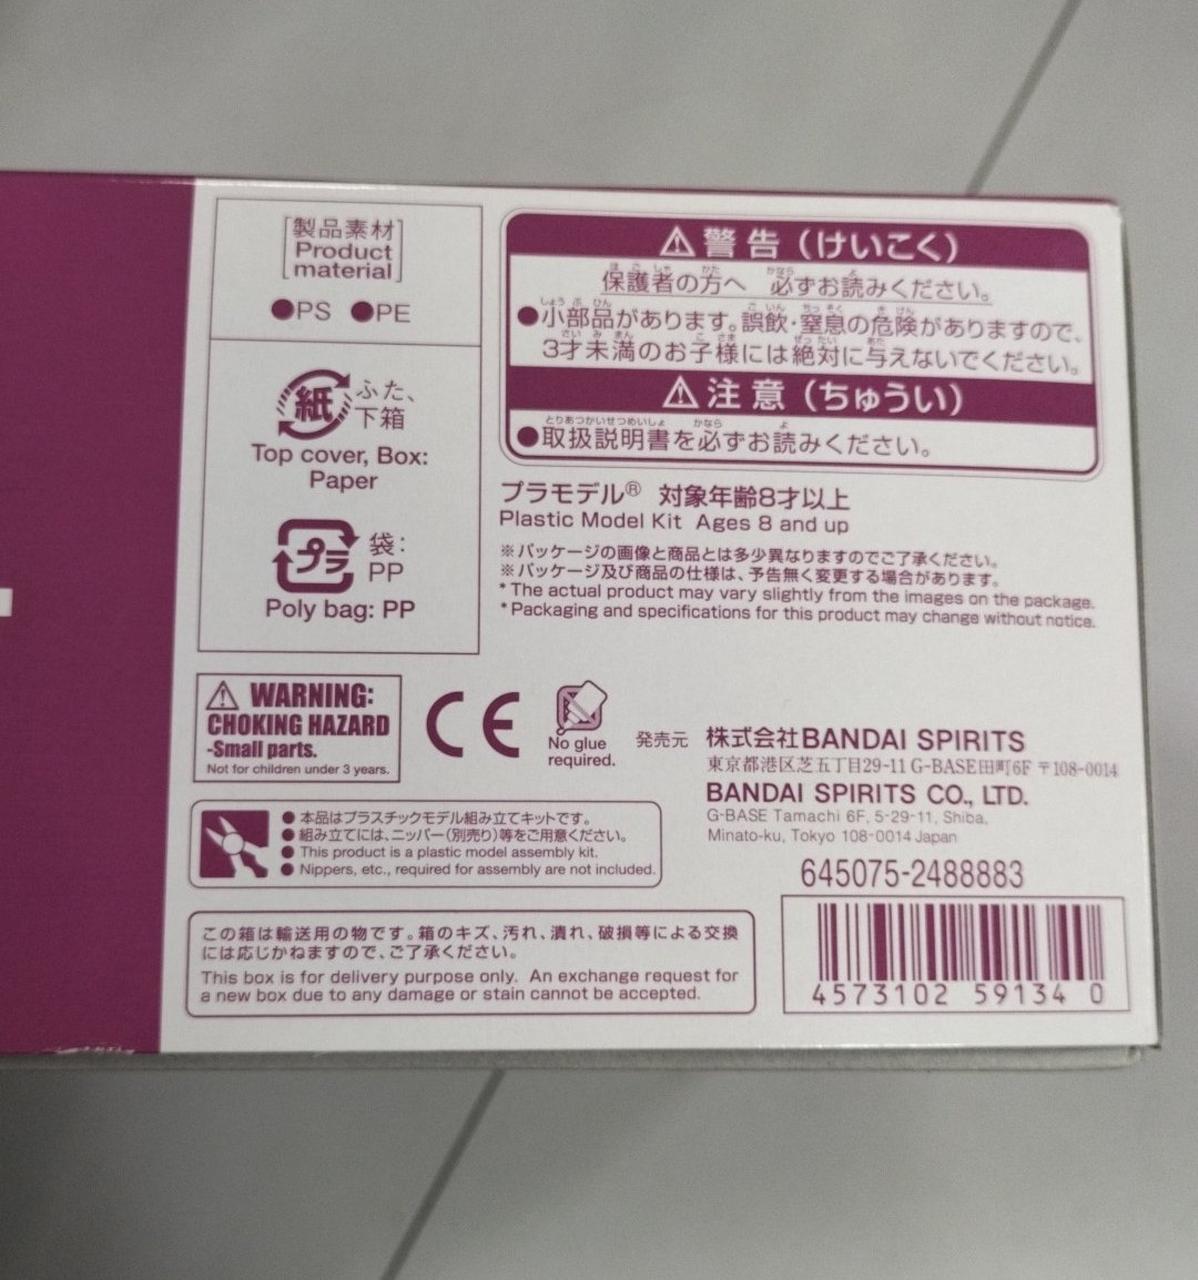 [製品素材]
Product
material
●PS ●PE
紙 ふた、
下箱
Top cover, Box:
Paper
プラ 袋:
PP
Poly bag: PP
⚠警告（けいこく）
保護者の方へ 必ずお読みください。
●小部品があります。誤飲・窒息の危険がありますので、
3才未満のお子様には絶対に与えないでください。
⚠注意（ちゅうい）
●取扱説明書を必ずお読みください。
プラモデル® 対象年齢8才以上
Plastic Model Kit Ages 8 and up
※パッケージの画像と商品とは多少異なりますのでご了承ください。
※パッケージ及び商品の仕様は、予告無く変更する場合があります。
*The actual product may vary slightly from the images on the package.
*Packaging and specifications for this product may change without notice.
⚠WARNING:
CHOKING HAZARD
-Small parts.
Not for children under 3 years.
CE
No glue
required.
発売元 株式会社BANDAI SPIRITS
東京都港区芝五丁目29-11 G-BASE田町6F 〒108-0014
BANDAI SPIRITS CO., LTD.
G-BASE Tamachi 6F, 5-29-11, Shiba,
Minato-ku, Tokyo 108-0014 Japan
●本品はプラスチックモデル組み立てキットです。
●組み立てには、ニッパー（別売り）等をご用意ください。
●This product is a plastic model assembly kit.
●Nippers, etc., required for assembly are not included.
645075-2488883
4573102 59134 0
この箱は輸送用の物です。箱のキズ、汚れ、潰れ、破損等による交換
には応じかねますので、ご了承ください。
This box is for delivery purpose only. An exchange request for
a new box due to any damage or stain cannot be accepted.